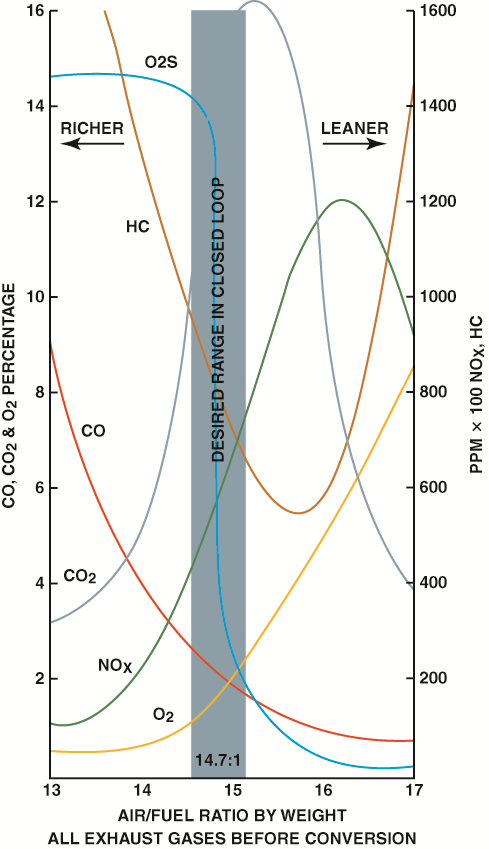 16
1600
O2S
14
1400
RICHER
LEANER
12
1200
HC
DESIRED RANGE IN CLOSED LOOP
10
1000
CO, CO2 & O2 PERCENTAGE
PPM × 100 NOX, HC
8
800
CO
6
600
CO2
4
400
NOX
2
200
O2
14.7:1
13 14 15 16 17
AIR/FUEL RATIO BY WEIGHT
ALL EXHAUST GASES BEFORE CONVERSION